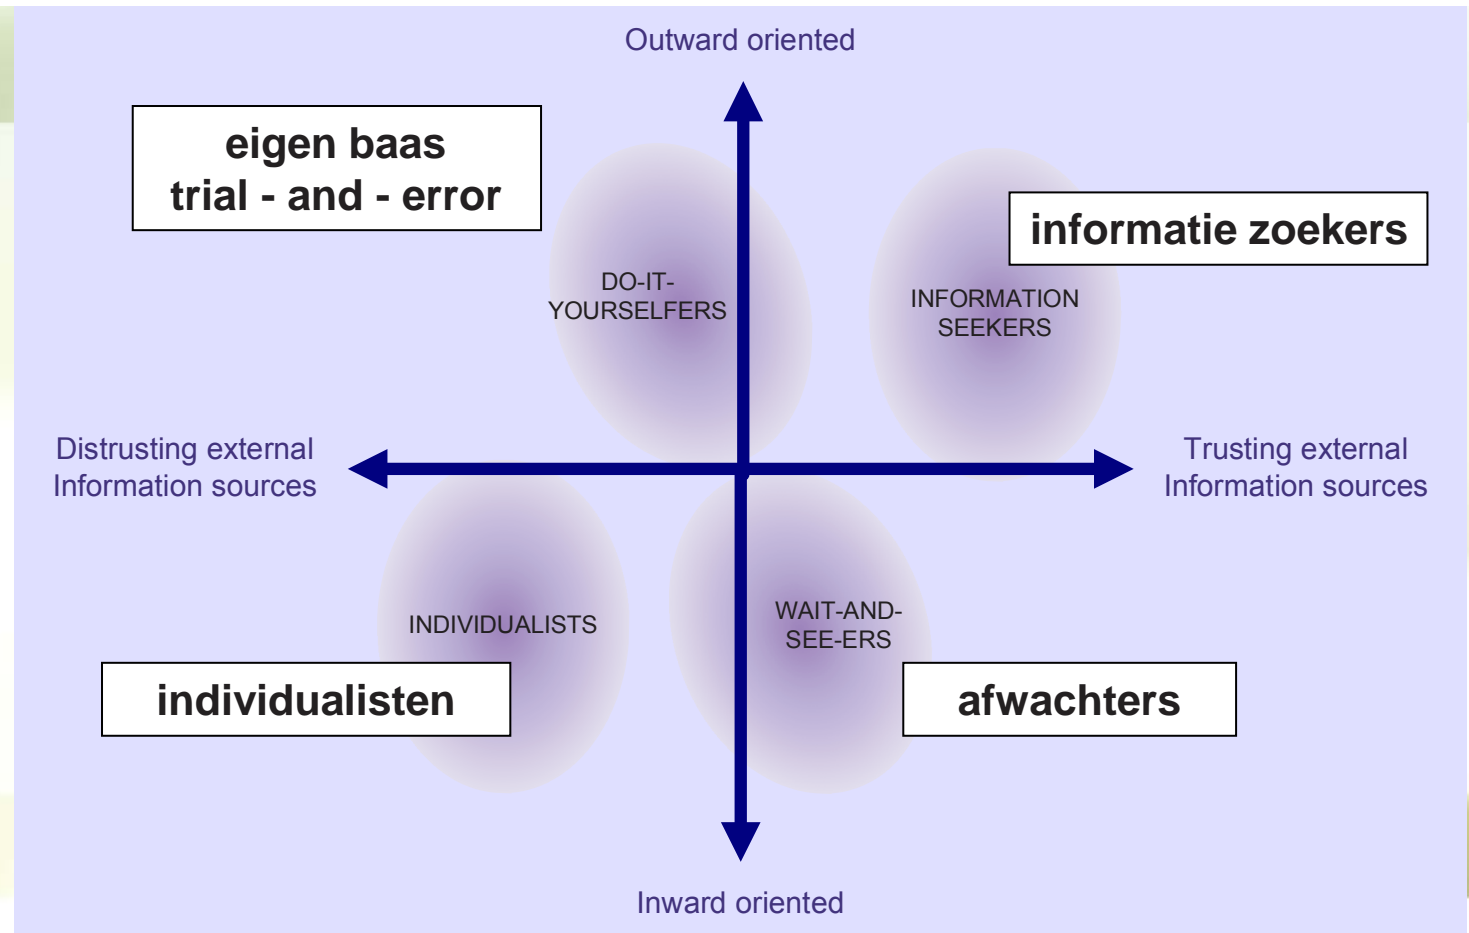 Outward oriented
eigen baas
trial - and - error
informatie zoekers
DO-IT-
YOURSELFERS
INFORMATION
SEEKERS
Distrusting external
Information sources
Trusting external
Information sources
INDIVIDUALISTS
WAIT-AND-
SEE-ERS
individualisten
afwachters
Inward oriented